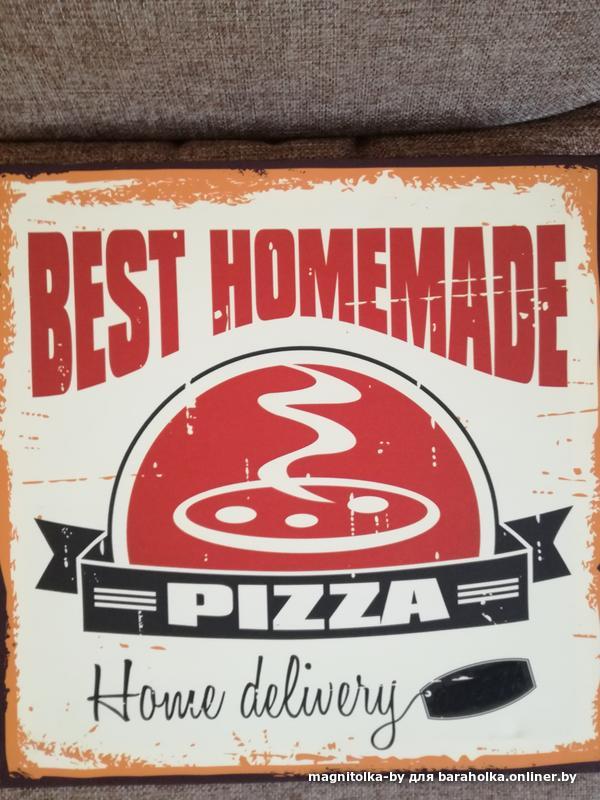 BEST HOMEMADE
PIZZA
Home delivery
magnitolka-by для baraholka.onliner.by